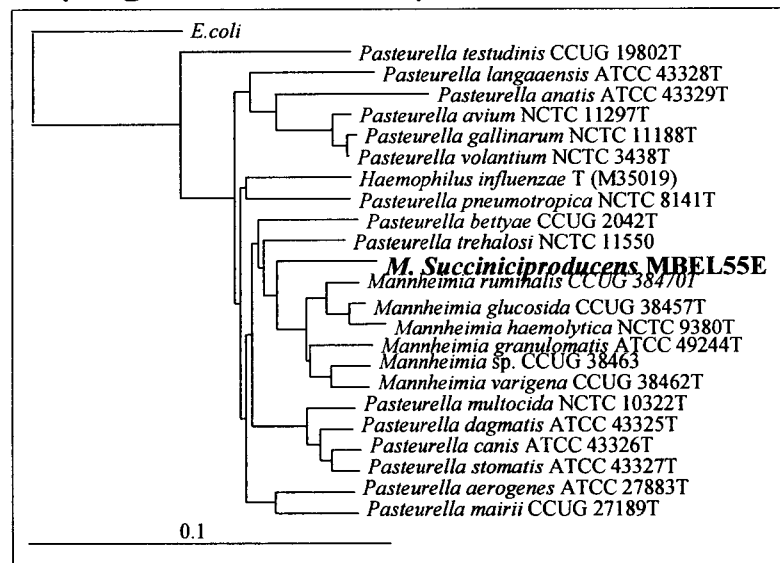 E.coli
Pasteurella testudinis CCUG 19802T
Pasteurella langaaensis ATCC 43328T
Pasteurella anatis ATCC 43329T
Pasteurella avium NCTC 11297T
Pasteurella gallinarum NCTC 11188T
Pasteurella volantium NCTC 3438T
Haemophilus influenzae T (M35019)
Pasteurella pneumotropica NCTC 8141T
Pasteurella bettyae CCUG 2042T
Pasteurella trehalosi NCTC 11550
M. Succiniciproducens MBEL55E
Mannheimia ruminalis CCUG 38470T
Mannheimia glucosida CCUG 38457T
Mannheimia haemolytica NCTC 9380T
Mannheimia granulomatis ATCC 49244T
Mannheimia sp. CCUG 38463
Mannheimia varigena CCUG 38462T
Pasteurella multocida NCTC 10322T
Pasteurella dagmatis ATCC 43325T
Pasteurella canis ATCC 43326T
Pasteurella stomatis ATCC 43327T
Pasteurella aerogenes ATCC 27883T
Pasteurella mairii CCUG 27189T
0.1